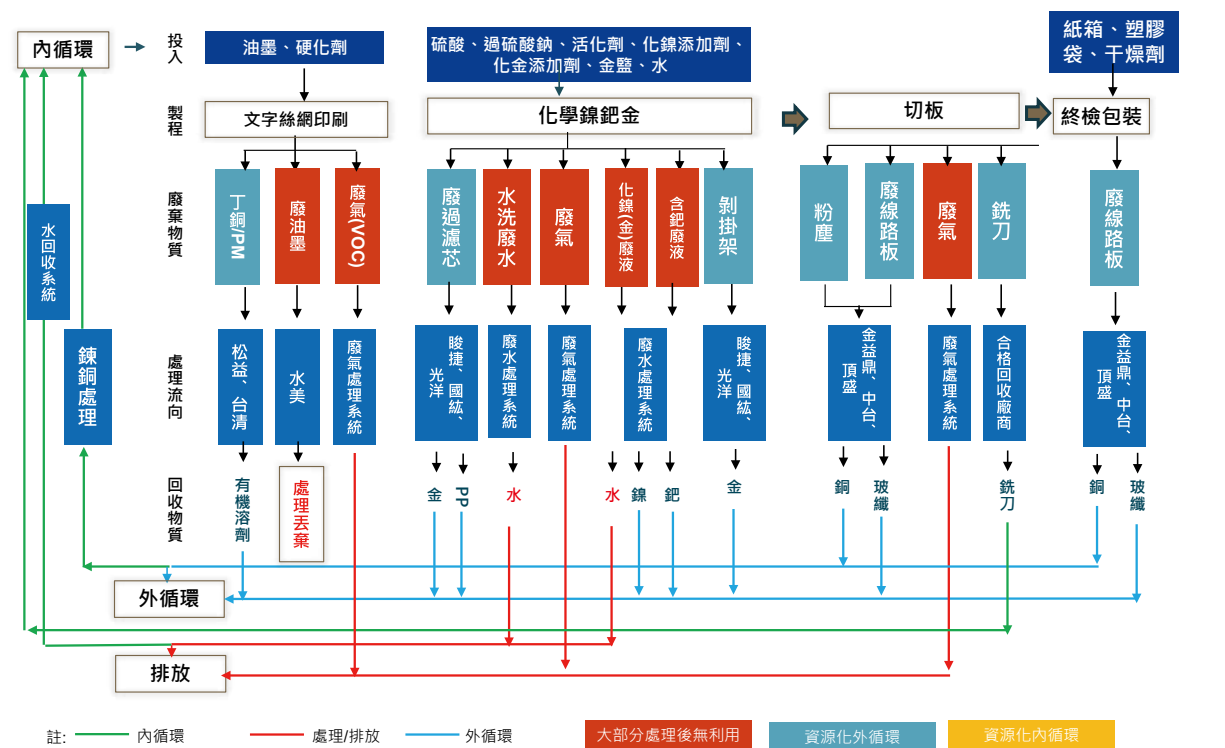 內循環
投入
油墨、硬化劑
硫酸、過硫酸鈉、活化劑、化鎳添加劑、
化金添加劑、金鹽、水
紙箱、塑膠
袋、干燥劑
製程
文字絲網印刷
化學鎳鈀金
切板
終檢包裝
廢棄物質
丁銅/PM
廢油墨
廢氣(VOC)
廢過濾芯
水洗廢水
廢氣
化鎳(金)廢液
含鈀廢液
剝掛架
粉塵
廢線路板
廢氣
銑刀
廢線路板
水回收系統
鍊銅處理
處理流向
松益、台清
水美
廢氣處理系統
睃捷、國紘、
光洋
廢水處理系統
廢氣處理系統
廢水處理系統
睃捷、國紘、
光洋
金益鼎、中台、
頂盛
廢氣處理系統
合格回收廠商
金益鼎、中台、
頂盛
回收物質
有機溶劑
處理丟棄
金
PP
水
水
鎳
鈀
金
銅
玻纖
銑刀
銅
玻纖
外循環
排放
註:
內循環
處理/排放
外循環
大部分處理後無利用
資源化外循環
資源化內循環